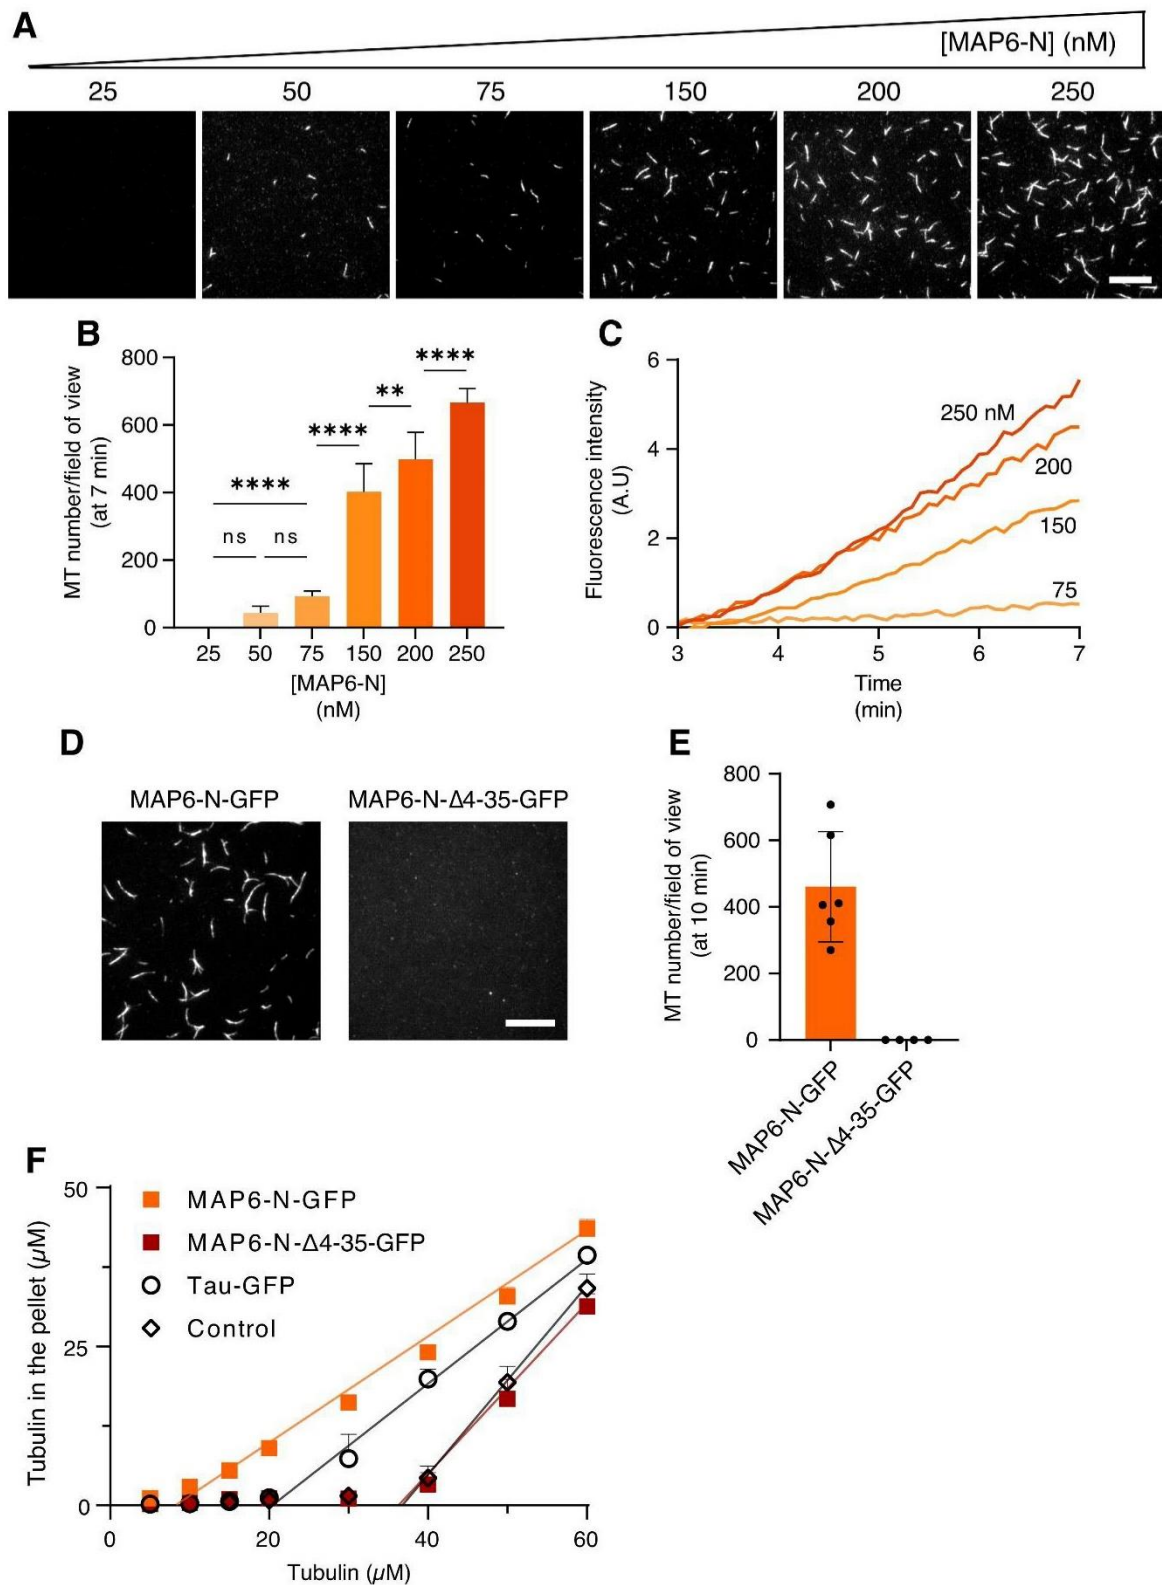 A
[MAP6-N] (nM)
25 50 75 150 200 250
B
MT number/field of view
(at 7 min)
800
600
400
200
0
ns ns
****
****
**
****
25 50 75 150 200 250
[MAP6-N]
(nM)
C
Fluorescence intensity
(A.U)
6
4
2
0
250 nM
200
150
75
3 4 5 6 7
Time
(min)
D
MAP6-N-GFP MAP6-N-Δ4-35-GFP
E
MT number/field of view
(at 10 min)
800
600
400
200
0
MAP6-N-GFP
MAP6-N-Δ4-35-GFP
F
Tubulin in the pellet (µM)
50
25
0
MAP6-N-GFP
MAP6-N-Δ4-35-GFP
Tau-GFP
Control
0 20 40 60
Tubulin (µM)